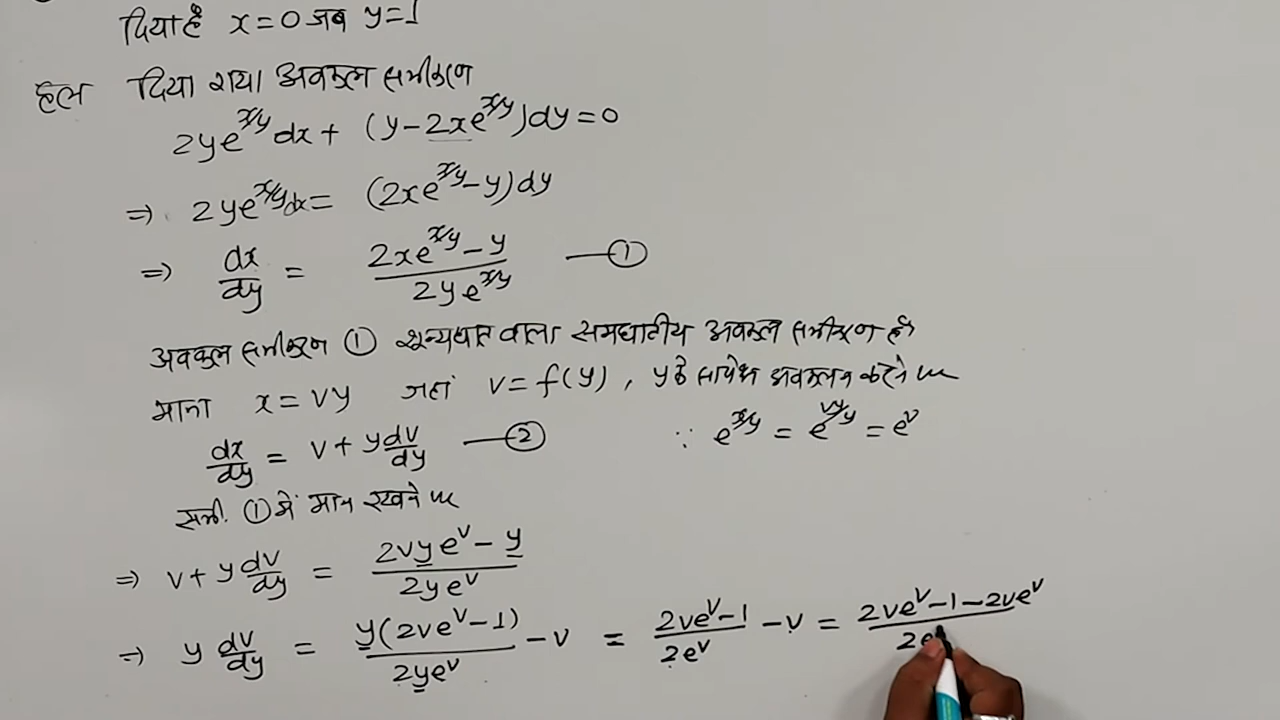 दिया है x=0 जब y=1
हल दिया गया अवकल समीकरण
2ye^{x/y} dx + (y-2xe^{x/y})dy=0
⇒ 2ye^{x/y}dx = (2xe^{x/y}-y)dy
⇒ dx/dy = (2xe^{x/y}-y)/(2ye^{x/y}) —①
अवकल समीकरण ① शून्यघात वाला समघातीय अवकल समीकरण है।
माना x=vy जहां v=f(y), y के सापेक्ष अवकलन करने पर
dx/dy = v+y dv/dy —② ∵ e^{x/y} = e^{vy/y} = e^v
समी. ① में मान रखने पर
⇒ v+y dv/dy = (2vye^v-y)/(2ye^v)
⇒ y dv/dy = y(2ve^v-1)/(2ye^v) -v = (2ve^v-1)/(2e^v) -v = (2ve^v-1-2ve^v)/(2e